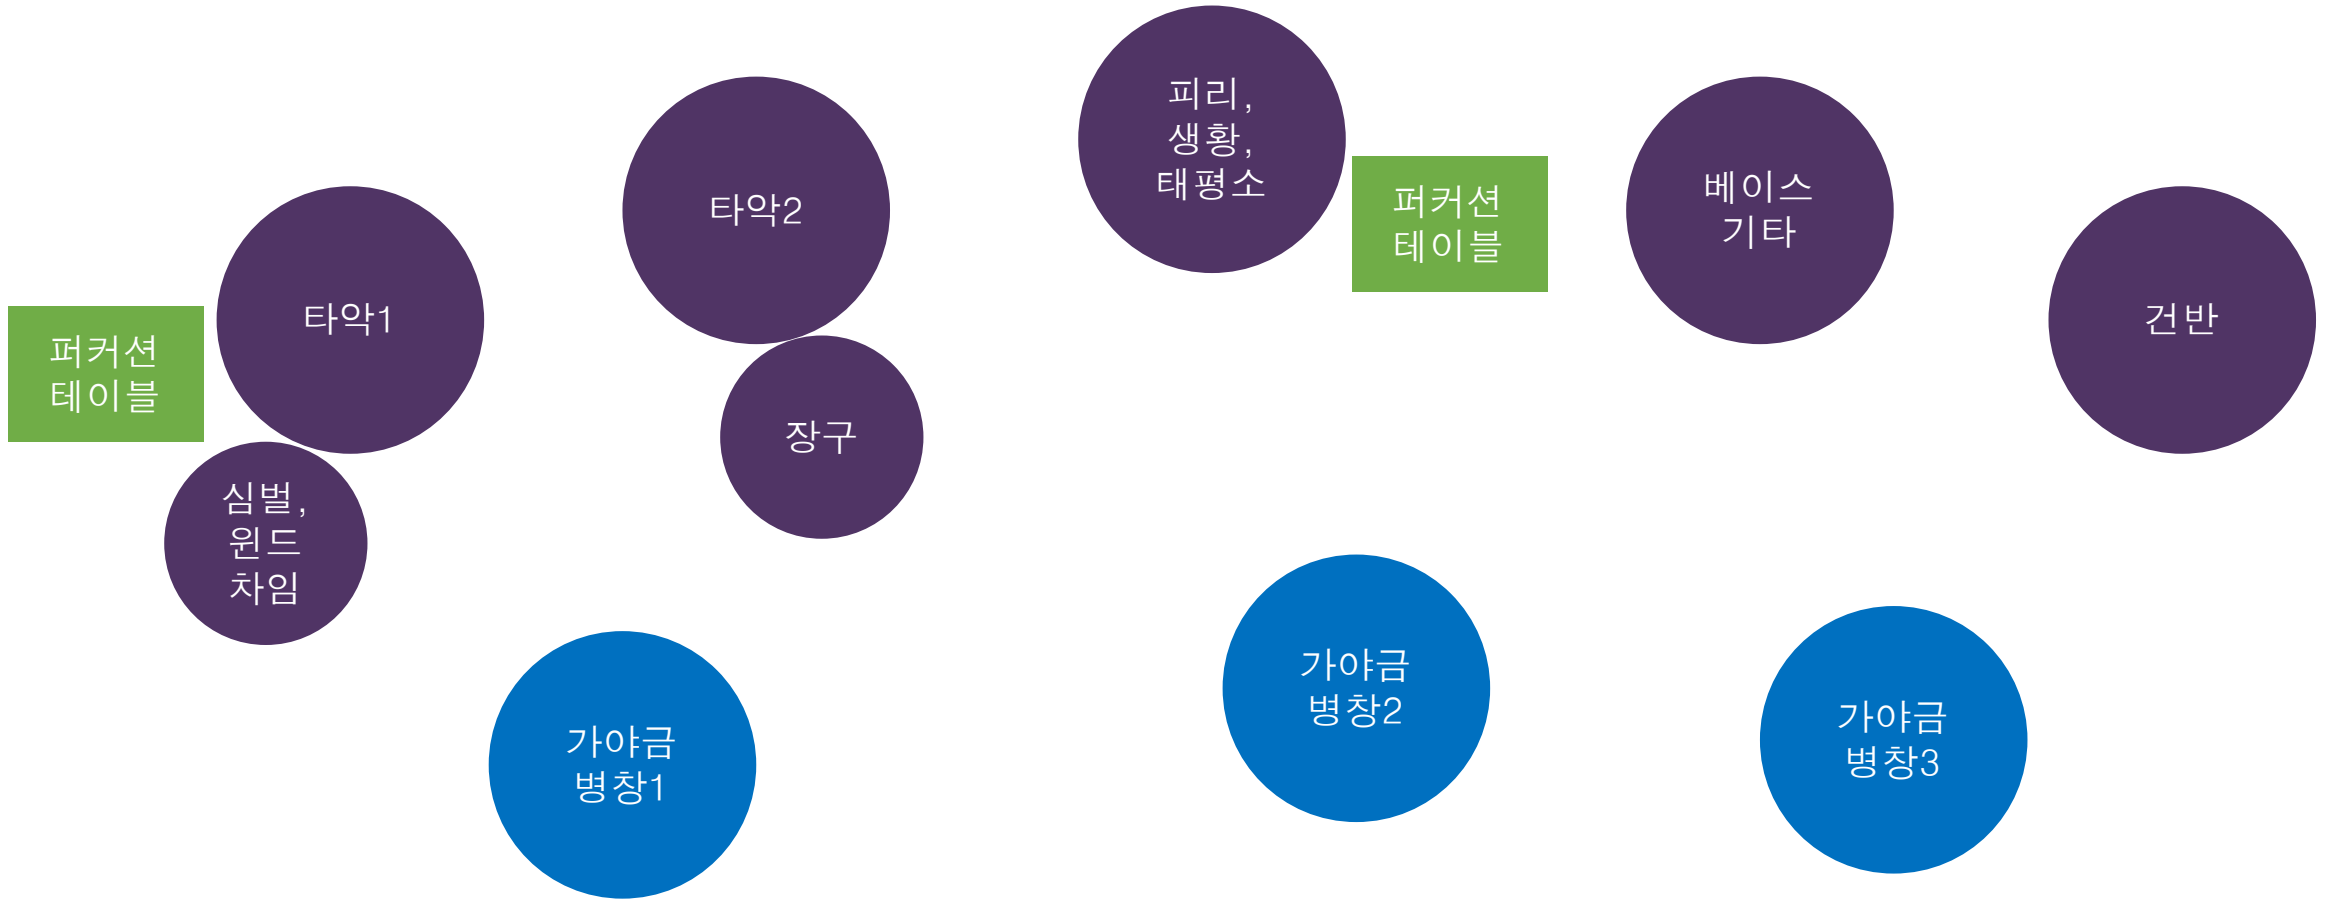 피리,
생황,
태평소
타악2
퍼커션
테이블
베이스
기타
타악1
건반
퍼커션
테이블
장구
심벌,
윈드
차임
가야금
병창1
가야금
병창2
가야금
병창3